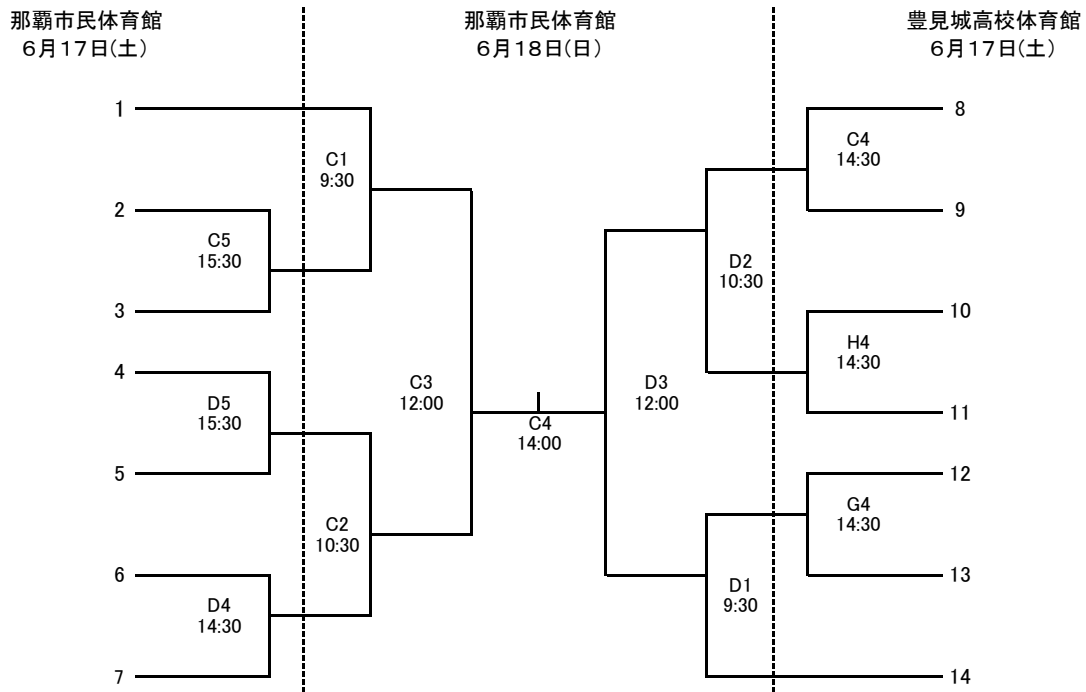 那覇市民体育館
６月１７日(土)
那覇市民体育館
６月１８日(日)
豊見城高校体育館
６月１７日(土)
1
2
3
4
5
6
7
C5
15:30
D5
15:30
D4
14:30
C1
9:30
C2
10:30
C3
12:00
C4
14:00
D3
12:00
D2
10:30
D1
9:30
C4
14:30
H4
14:30
G4
14:30
8
9
10
11
12
13
14